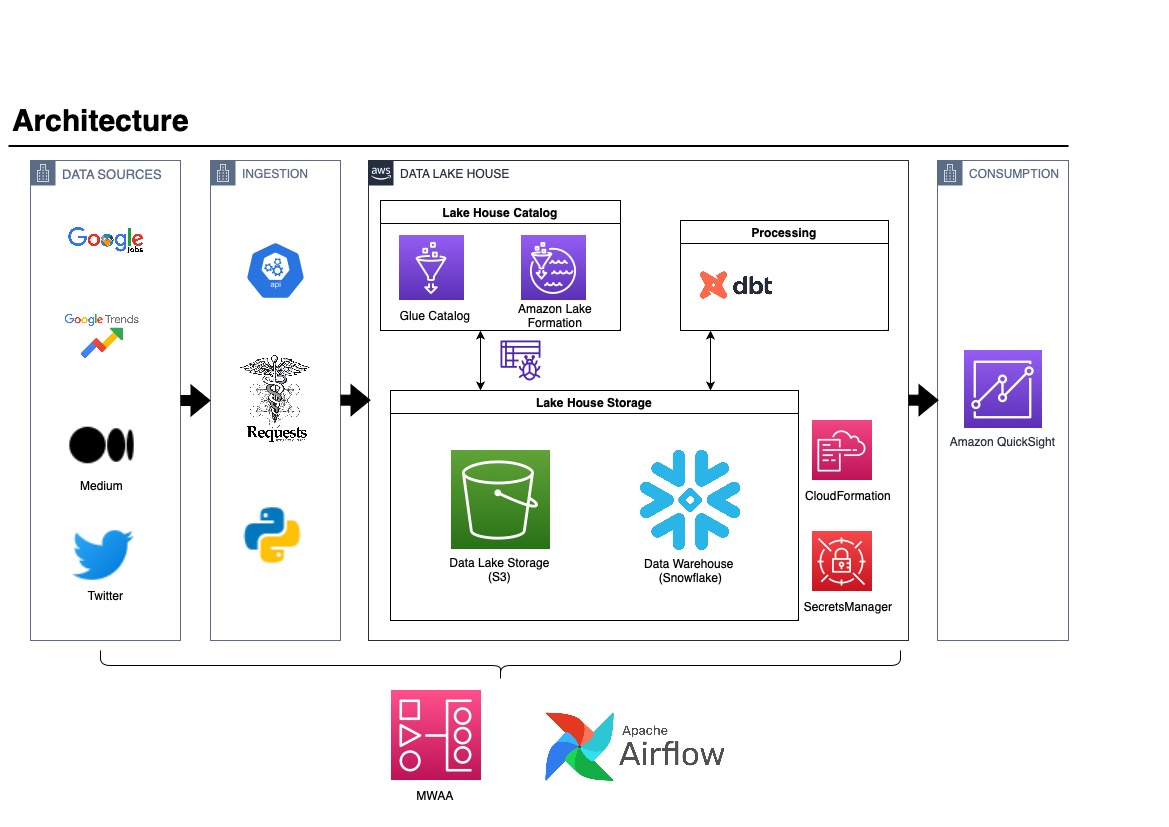 Architecture
DATA SOURCES
Google
jobs
Google Trends
Medium
Twitter
INGESTION
api
Requests
aws
DATA LAKE HOUSE
Lake House Catalog
Glue Catalog
Amazon Lake
Formation
Processing
dbt
Lake House Storage
Data Lake Storage
(S3)
Data Warehouse
(Snowflake)
CloudFormation
SecretsManager
CONSUMPTION
Amazon QuickSight
MWAA
Apache
Airflow